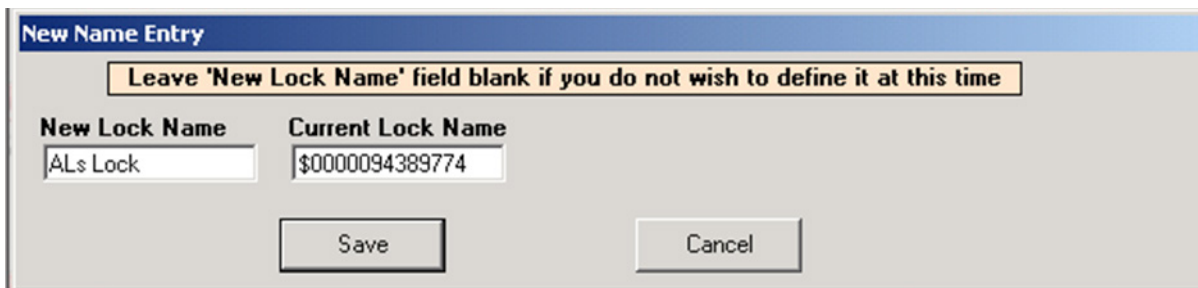 New Name Entry
Leave 'New Lock Name' field blank if you do not wish to define it at this time
New Lock Name Current Lock Name
ALs Lock $0000094389774
Save Cancel